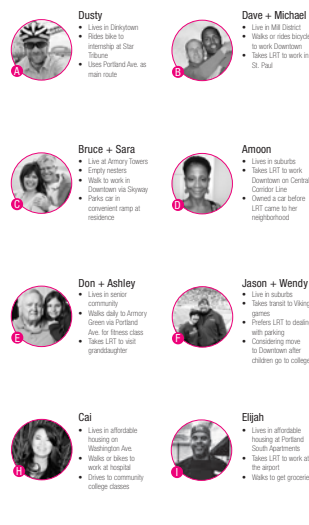 Dusty
• Lives in Dinkytown
• Rides bike to
internship at Star
Tribune
• Uses Portland Ave. as
main route
A
Dave + Michael
• Live in Mill District
• Walks or rides bicycle
to work Downtown
• Takes LRT to work in
St. Paul
B
Bruce + Sara
• Live at Armory Towers
• Empty nesters
• Walk to work in
Downtown via Skyway
• Parks car in
convenient ramp at
residence
C
Amoon
• Lives in suburbs
• Takes LRT to work
Downtown on Central
Corridor Line
• Owned a car before
LRT came to her
neighborhood
D
Don + Ashley
• Lives in senior
community
• Walks daily to Armory
Green via Portland
Ave. for fitness class
• Takes LRT to visit
granddaughter
E
Jason + Wendy
• Live in suburbs
• Takes transit to Viking
games
• Prefers LRT to dealin
with parking
• Considering move
to Downtown after
children go to college
F
Cai
• Lives in affordable
housing on
Washington Ave.
• Walks or bikes to
work at hospital
• Drives to community
college classes
H
Elijah
• Lives in affordable
housing at Portland
South Apartments
• Takes LRT to work at
the airport
• Walks to get grocerie
I